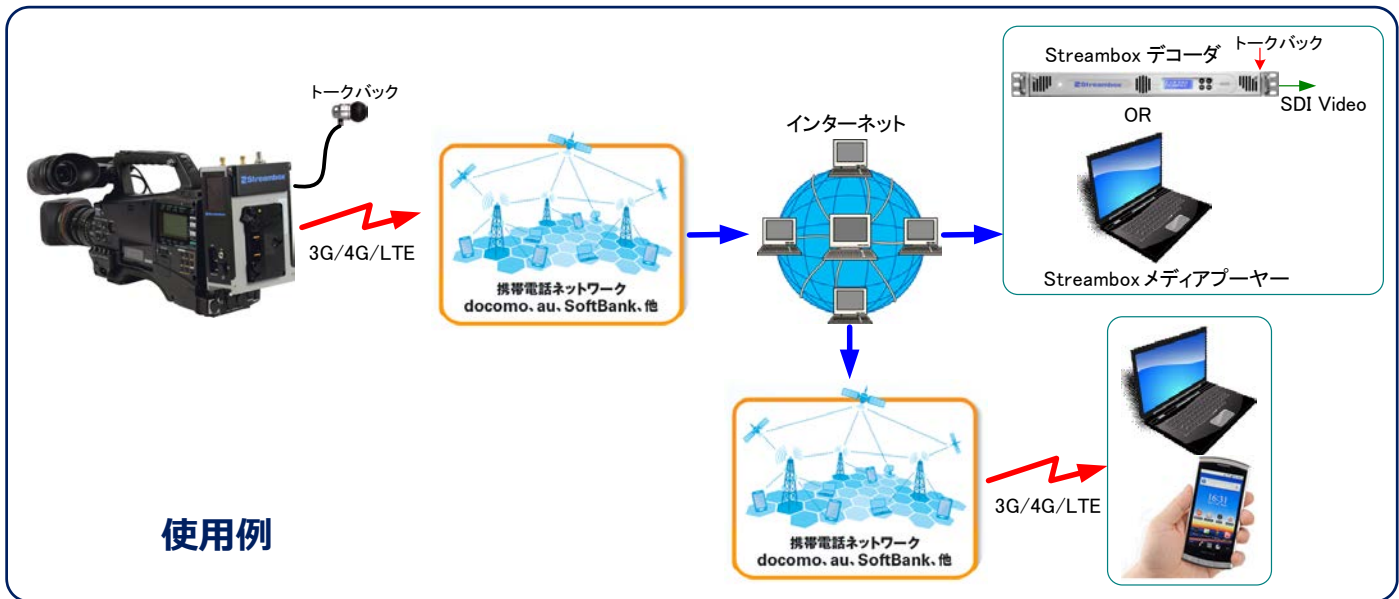 トークバック
Streambox
3G/4G/LTE
携帯電話ネットワーク
docomo、au、SoftBank、他
インターネット
Streambox デコーダ
トークバック
Streambox
SDI Video
OR
Streambox メディアプーヤー
携帯電話ネットワーク
docomo、au、SoftBank、他
3G/4G/LTE
16:31
使用例